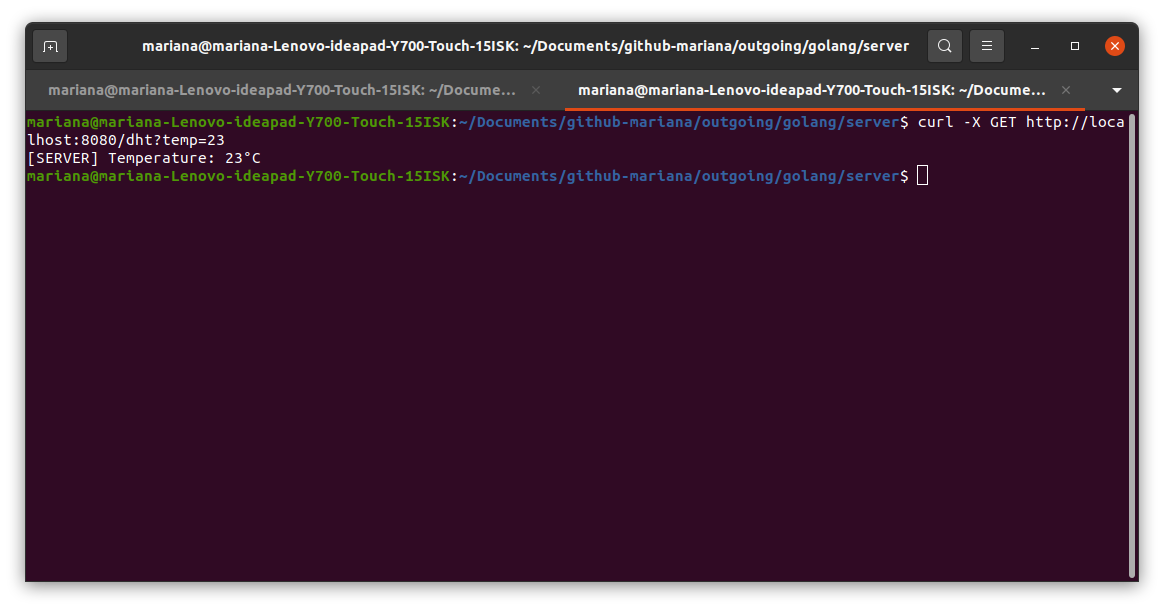 mariana@mariana-Lenovo-ideapad-Y700-Touch-15ISK: ~/Documents/github-mariana/outgoing/golang/server
mariana@mariana-Lenovo-ideapad-Y700-Touch-15ISK: ~/Docume...
mariana@mariana-Lenovo-ideapad-Y700-Touch-15ISK: ~/Docume...
mariana@mariana-Lenovo-ideapad-Y700-Touch-15ISK:~/Documents/github-mariana/outgoing/golang/server$ curl -X GET http://loca
lhost:8080/dht?temp=23
[SERVER] Temperature: 23°C
mariana@mariana-Lenovo-ideapad-Y700-Touch-15ISK:~/Documents/github-mariana/outgoing/golang/server$